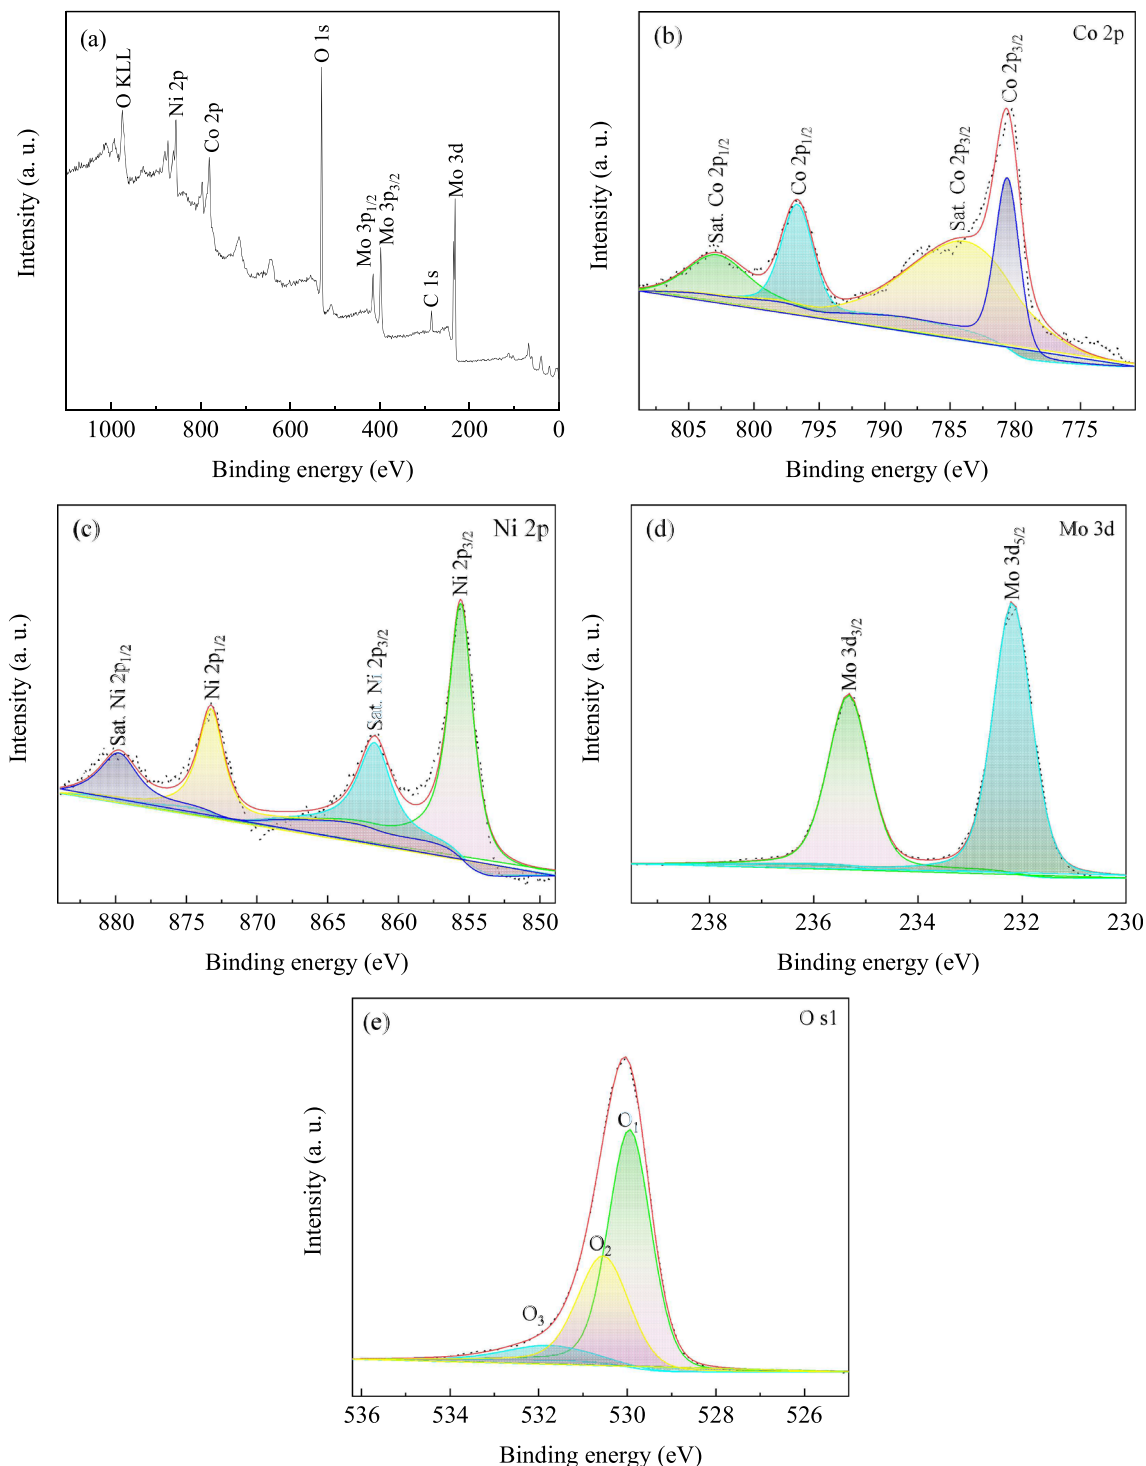 (a)
O KLL
Ni 2p
Co 2p
O 1s
Mo 3p1/2
Mo 3p3/2
C 1s
Mo 3d
Intensity (a. u.)
1000 800 600 400 200 0
Binding energy (eV)
(b)
Co 2p
Sat. Co 2p1/2
Co 2p1/2
Sat. Co 2p3/2
Co 2p3/2
Intensity (a. u.)
805 800 795 790 785 780 775
Binding energy (eV)
(c)
Ni 2p
Sat. Ni 2p1/2
Ni 2p1/2
Sat. Ni 2p3/2
Ni 2p3/2
Intensity (a. u.)
880 875 870 865 860 855 850
Binding energy (eV)
(d)
Mo 3d
Mo 3d3/2
Mo 3d5/2
Intensity (a. u.)
238 236 234 232 230
Binding energy (eV)
(e)
O s1
O1
O2
O3
Intensity (a. u.)
536 534 532 530 528 526
Binding energy (eV)